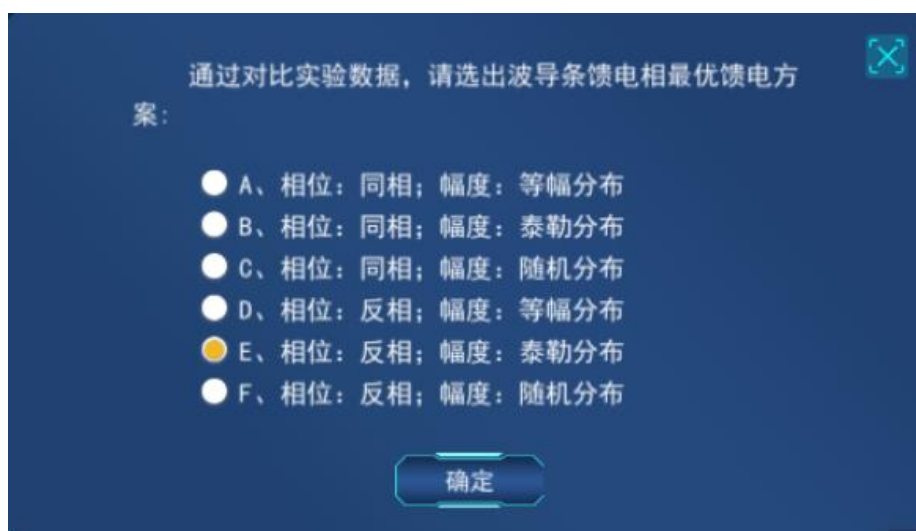 通过对比实验数据，请选出波导条馈电相最优馈电方
案：
A、相位：同相；幅度：等幅分布
B、相位：同相；幅度：泰勒分布
C、相位：同相；幅度：随机分布
D、相位：反相；幅度：等幅分布
E、相位：反相；幅度：泰勒分布
F、相位：反相；幅度：随机分布
确定